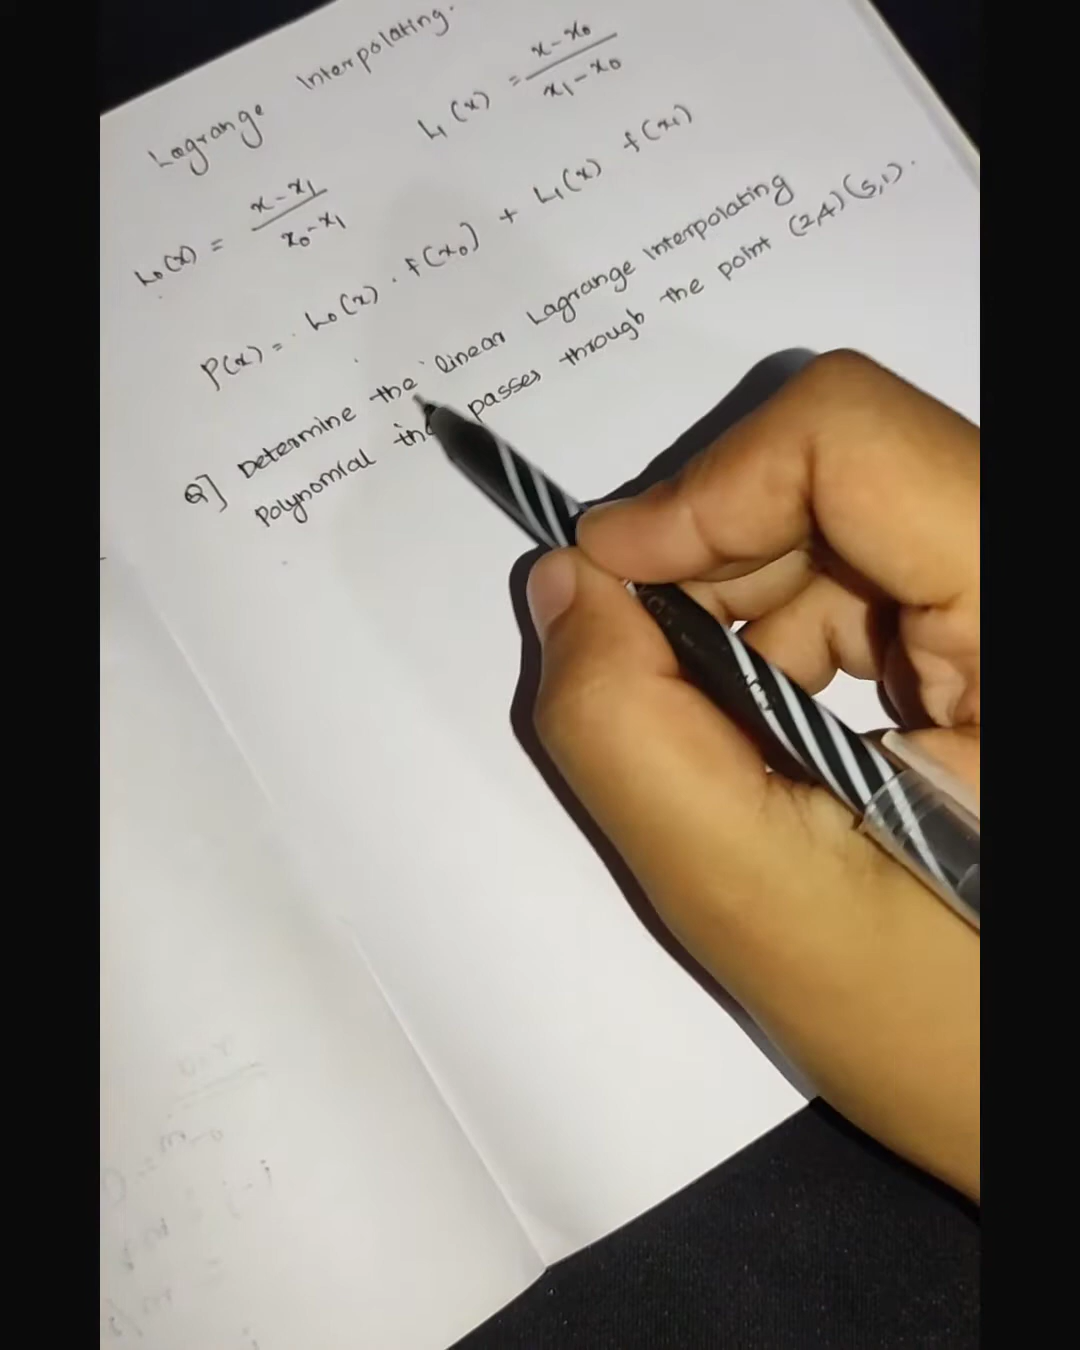 Lagrange Interpolating.
L₀(x) = x-x₁ / x₀-x₁
L₁(x) = x-x₀ / x₁-x₀
P(x) = L₀(x) . f(x₀) + L₁(x) f(x₁)
Q] Determine the linear Lagrange Interpolating
Polynomial passes through the point (2,4) (5,1).